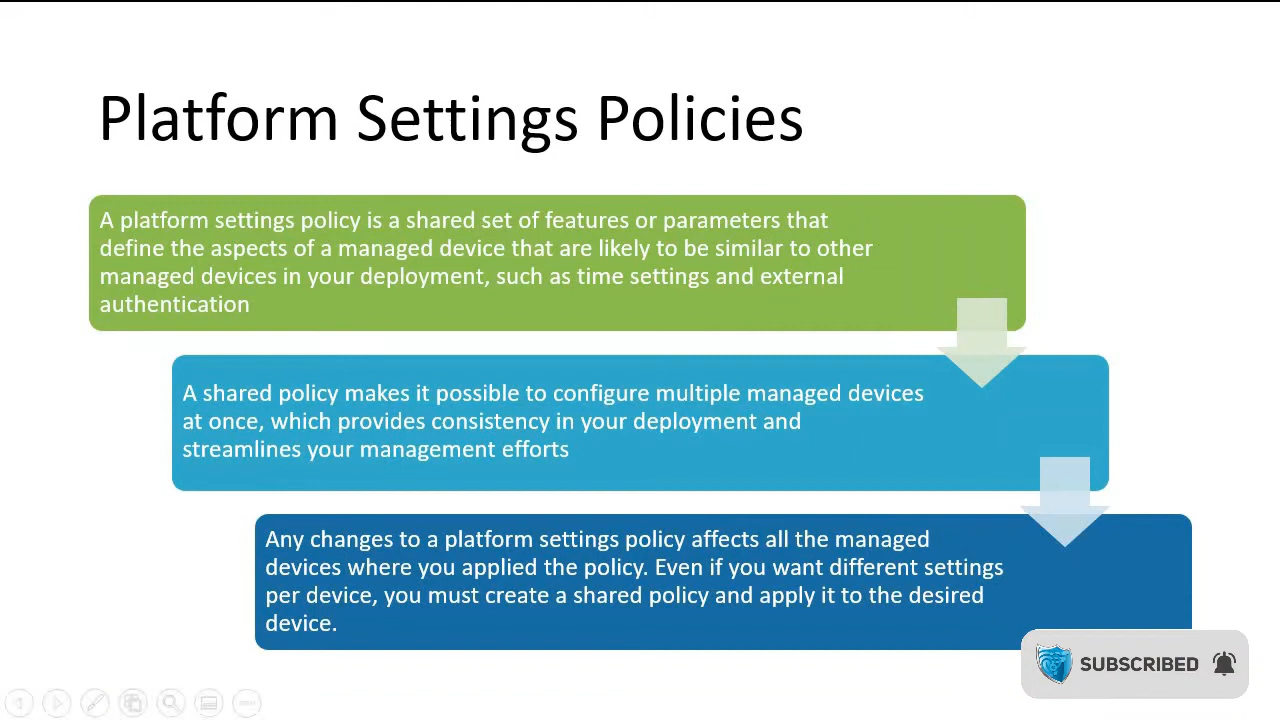 Platform Settings Policies
A platform settings policy is a shared set of features or parameters that
define the aspects of a managed device that are likely to be similar to other
managed devices in your deployment, such as time settings and external
authentication
A shared policy makes it possible to configure multiple managed devices
at once, which provides consistency in your deployment and
streamlines your management efforts
Any changes to a platform settings policy affects all the managed
devices where you applied the policy. Even if you want different settings
per device, you must create a shared policy and apply it to the desired
device.
SUBSCRIBED